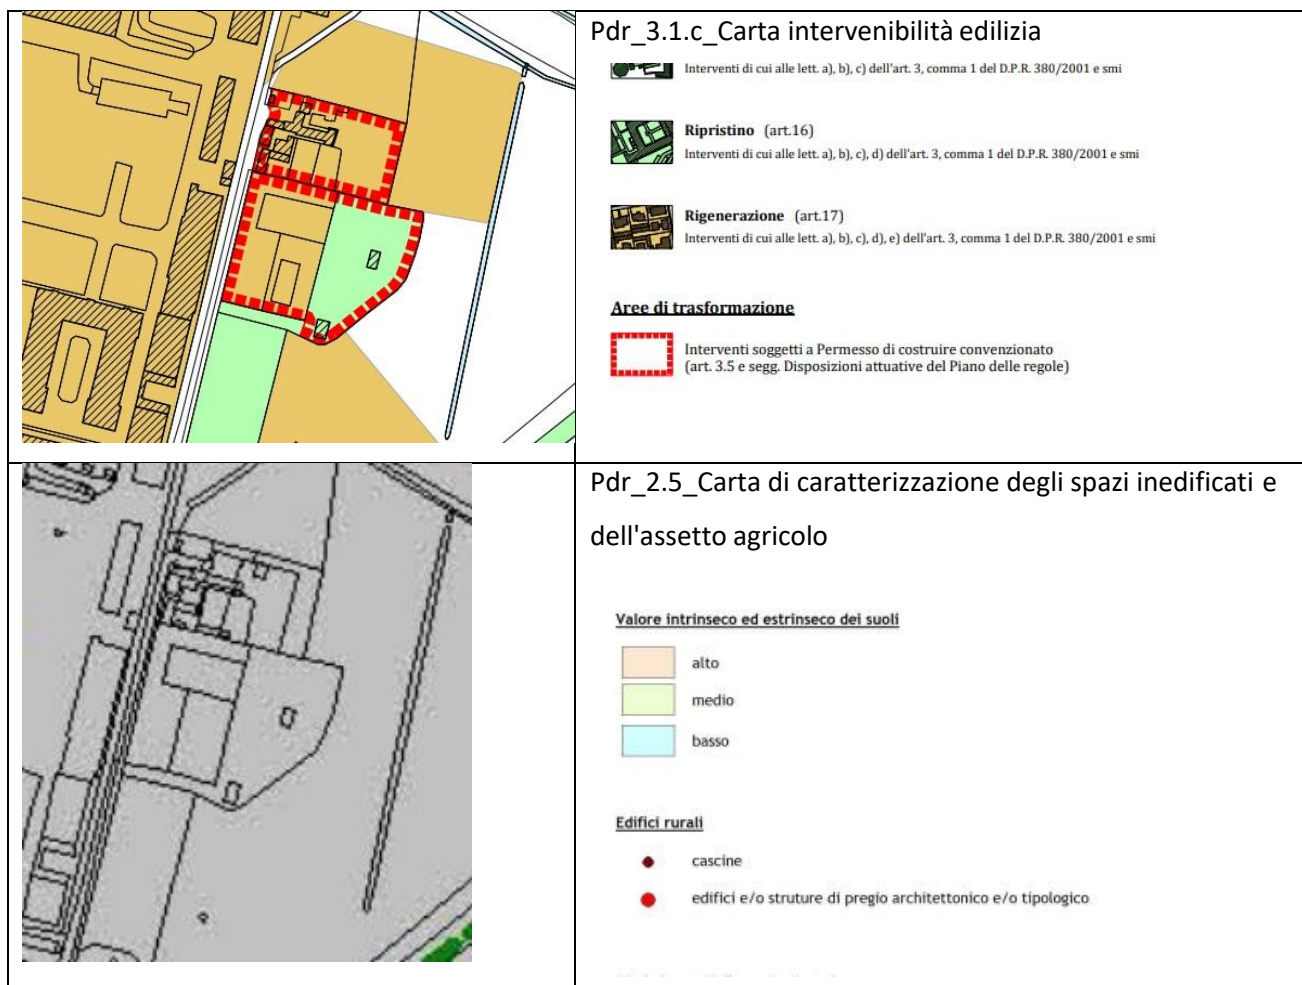 Pdr_3.1.c_Carta intervenibilità edilizia
Interventi di cui alle lett. a), b), c) dell'art. 3, comma 1 del D.P.R. 380/2001 e smi
Ripristino (art.16)
Interventi di cui alle lett. a), b), c), d) dell'art. 3, comma 1 del D.P.R. 380/2001 e smi
Rigenerazione (art.17)
Interventi di cui alle lett. a), b), c), d), e) dell'art. 3, comma 1 del D.P.R. 380/2001 e smi
Aree di trasformazione
Interventi soggetti a Permesso di costruire convenzionato
(art. 3.5 e segg. Disposizioni attuative del Piano delle regole)
Pdr_2.5_Carta di caratterizzazione degli spazi inedificati e
dell'assetto agricolo
Valore intrinseco ed estrinseco dei suoli
alto
medio
basso
Edifici rurali
cascine
edifici e/o struture di pregio architettonico e/o tipologico